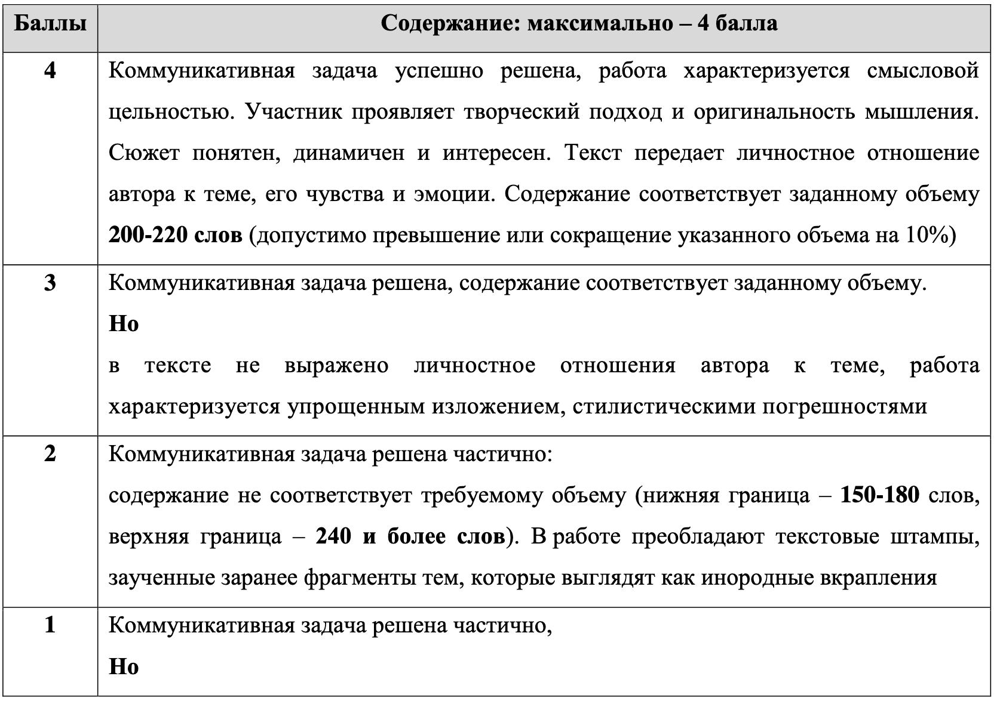 Баллы Содержание: максимально – 4 балла
4 Коммуникативная задача успешно решена, работа характеризуется смысловой
цельностью. Участник проявляет творческий подход и оригинальность мышления.
Сюжет понятен, динамичен и интересен. Текст передает личностное отношение
автора к теме, его чувства и эмоции. Содержание соответствует заданному объему
200-220 слов (допустимо превышение или сокращение указанного объема на 10%)
3 Коммуникативная задача решена, содержание соответствует заданному объему.
Но
в тексте не выражено личностное отношения автора к теме, работа
характеризуется упрощенным изложением, стилистическими погрешностями
2 Коммуникативная задача решена частично:
содержание не соответствует требуемому объему (нижняя граница – 150-180 слов,
верхняя граница – 240 и более слов). В работе преобладают текстовые штампы,
заученные заранее фрагменты тем, которые выглядят как инородные вкрапления
1 Коммуникативная задача решена частично,
Но